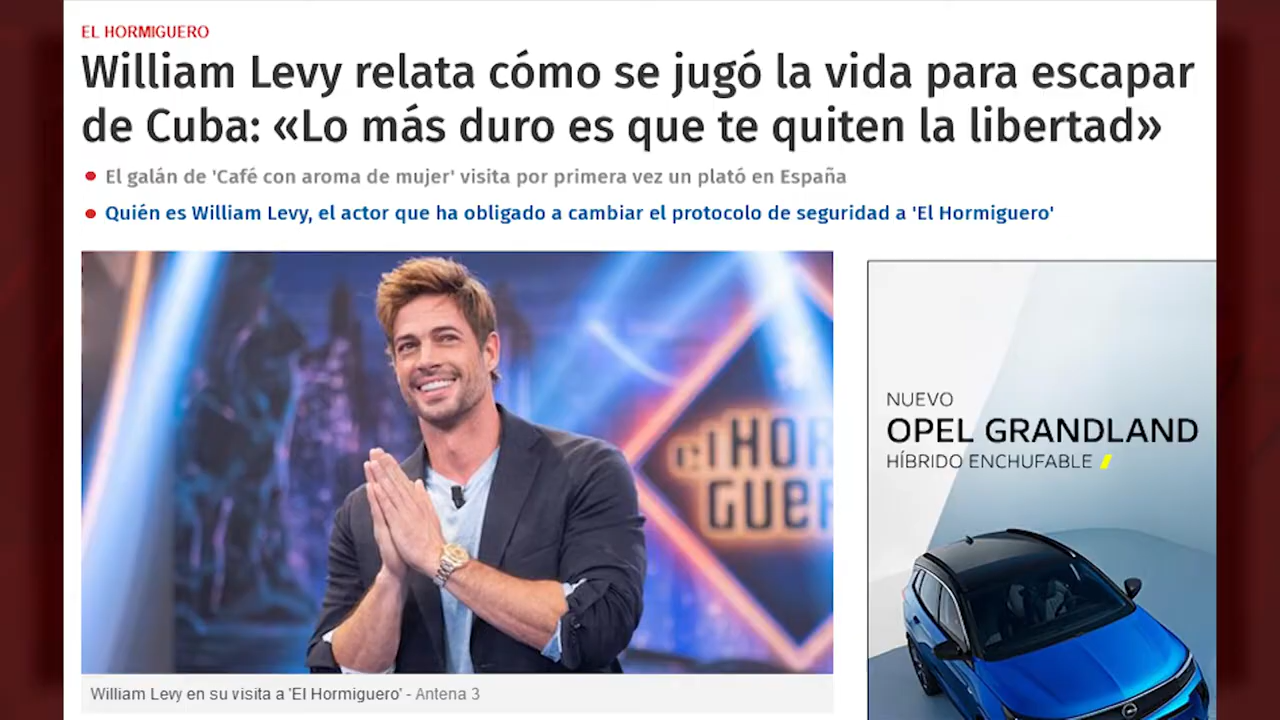 EL HORMIGUERO
William Levy relata cómo se jugó la vida para escapar
de Cuba: «Lo más duro es que te quiten la libertad»
El galán de 'Café con aroma de mujer' visita por primera vez un plató en España
Quién es William Levy, el actor que ha obligado a cambiar el protocolo de seguridad a 'El Hormiguero'
el HOR
GUER
William Levy en su visita a 'El Hormiguero' - Antena 3
NUEVO
OPEL GRANDLAND
HÍBRIDO ENCHUFABLE